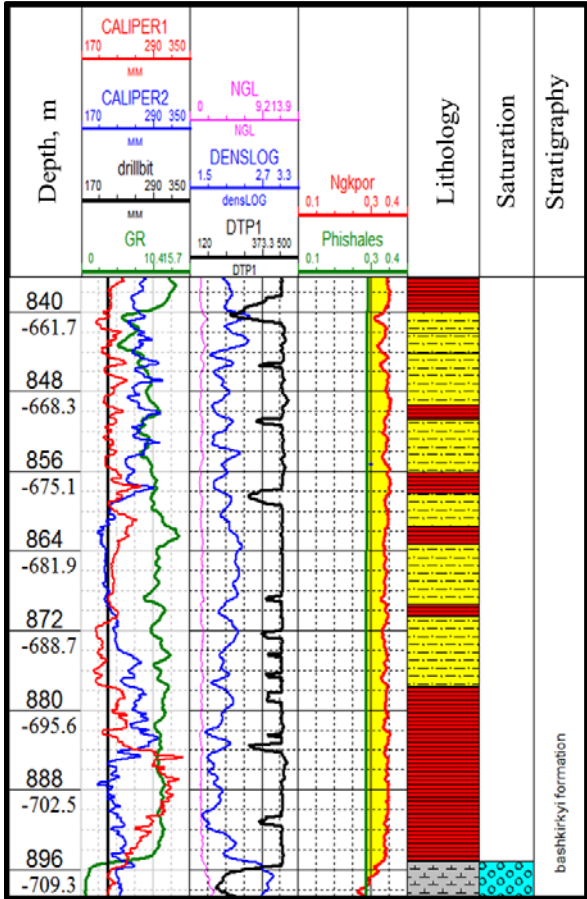 Depth, m
CALIPER1
170 290 350
MM
CALIPER2
170 290 350
MM
drillbit
170 290 350
MM
GR
0 10.415.7
NGL
0 9.2 13.9
NGL
DENSLOG
1.5 2.7 3.3
densLOG
DTP1
120 373.3 500
DTP1
Ngkpor
0.1 0.3 0.4
Phishales
0.1 0.3 0.4
Lithology
Saturation
Stratigraphy
840
-661.7
848
-668.3
856
-675.1
864
-681.9
872
-688.7
880
-695.6
888
-702.5
896
-709.3
bashkirkyi formation